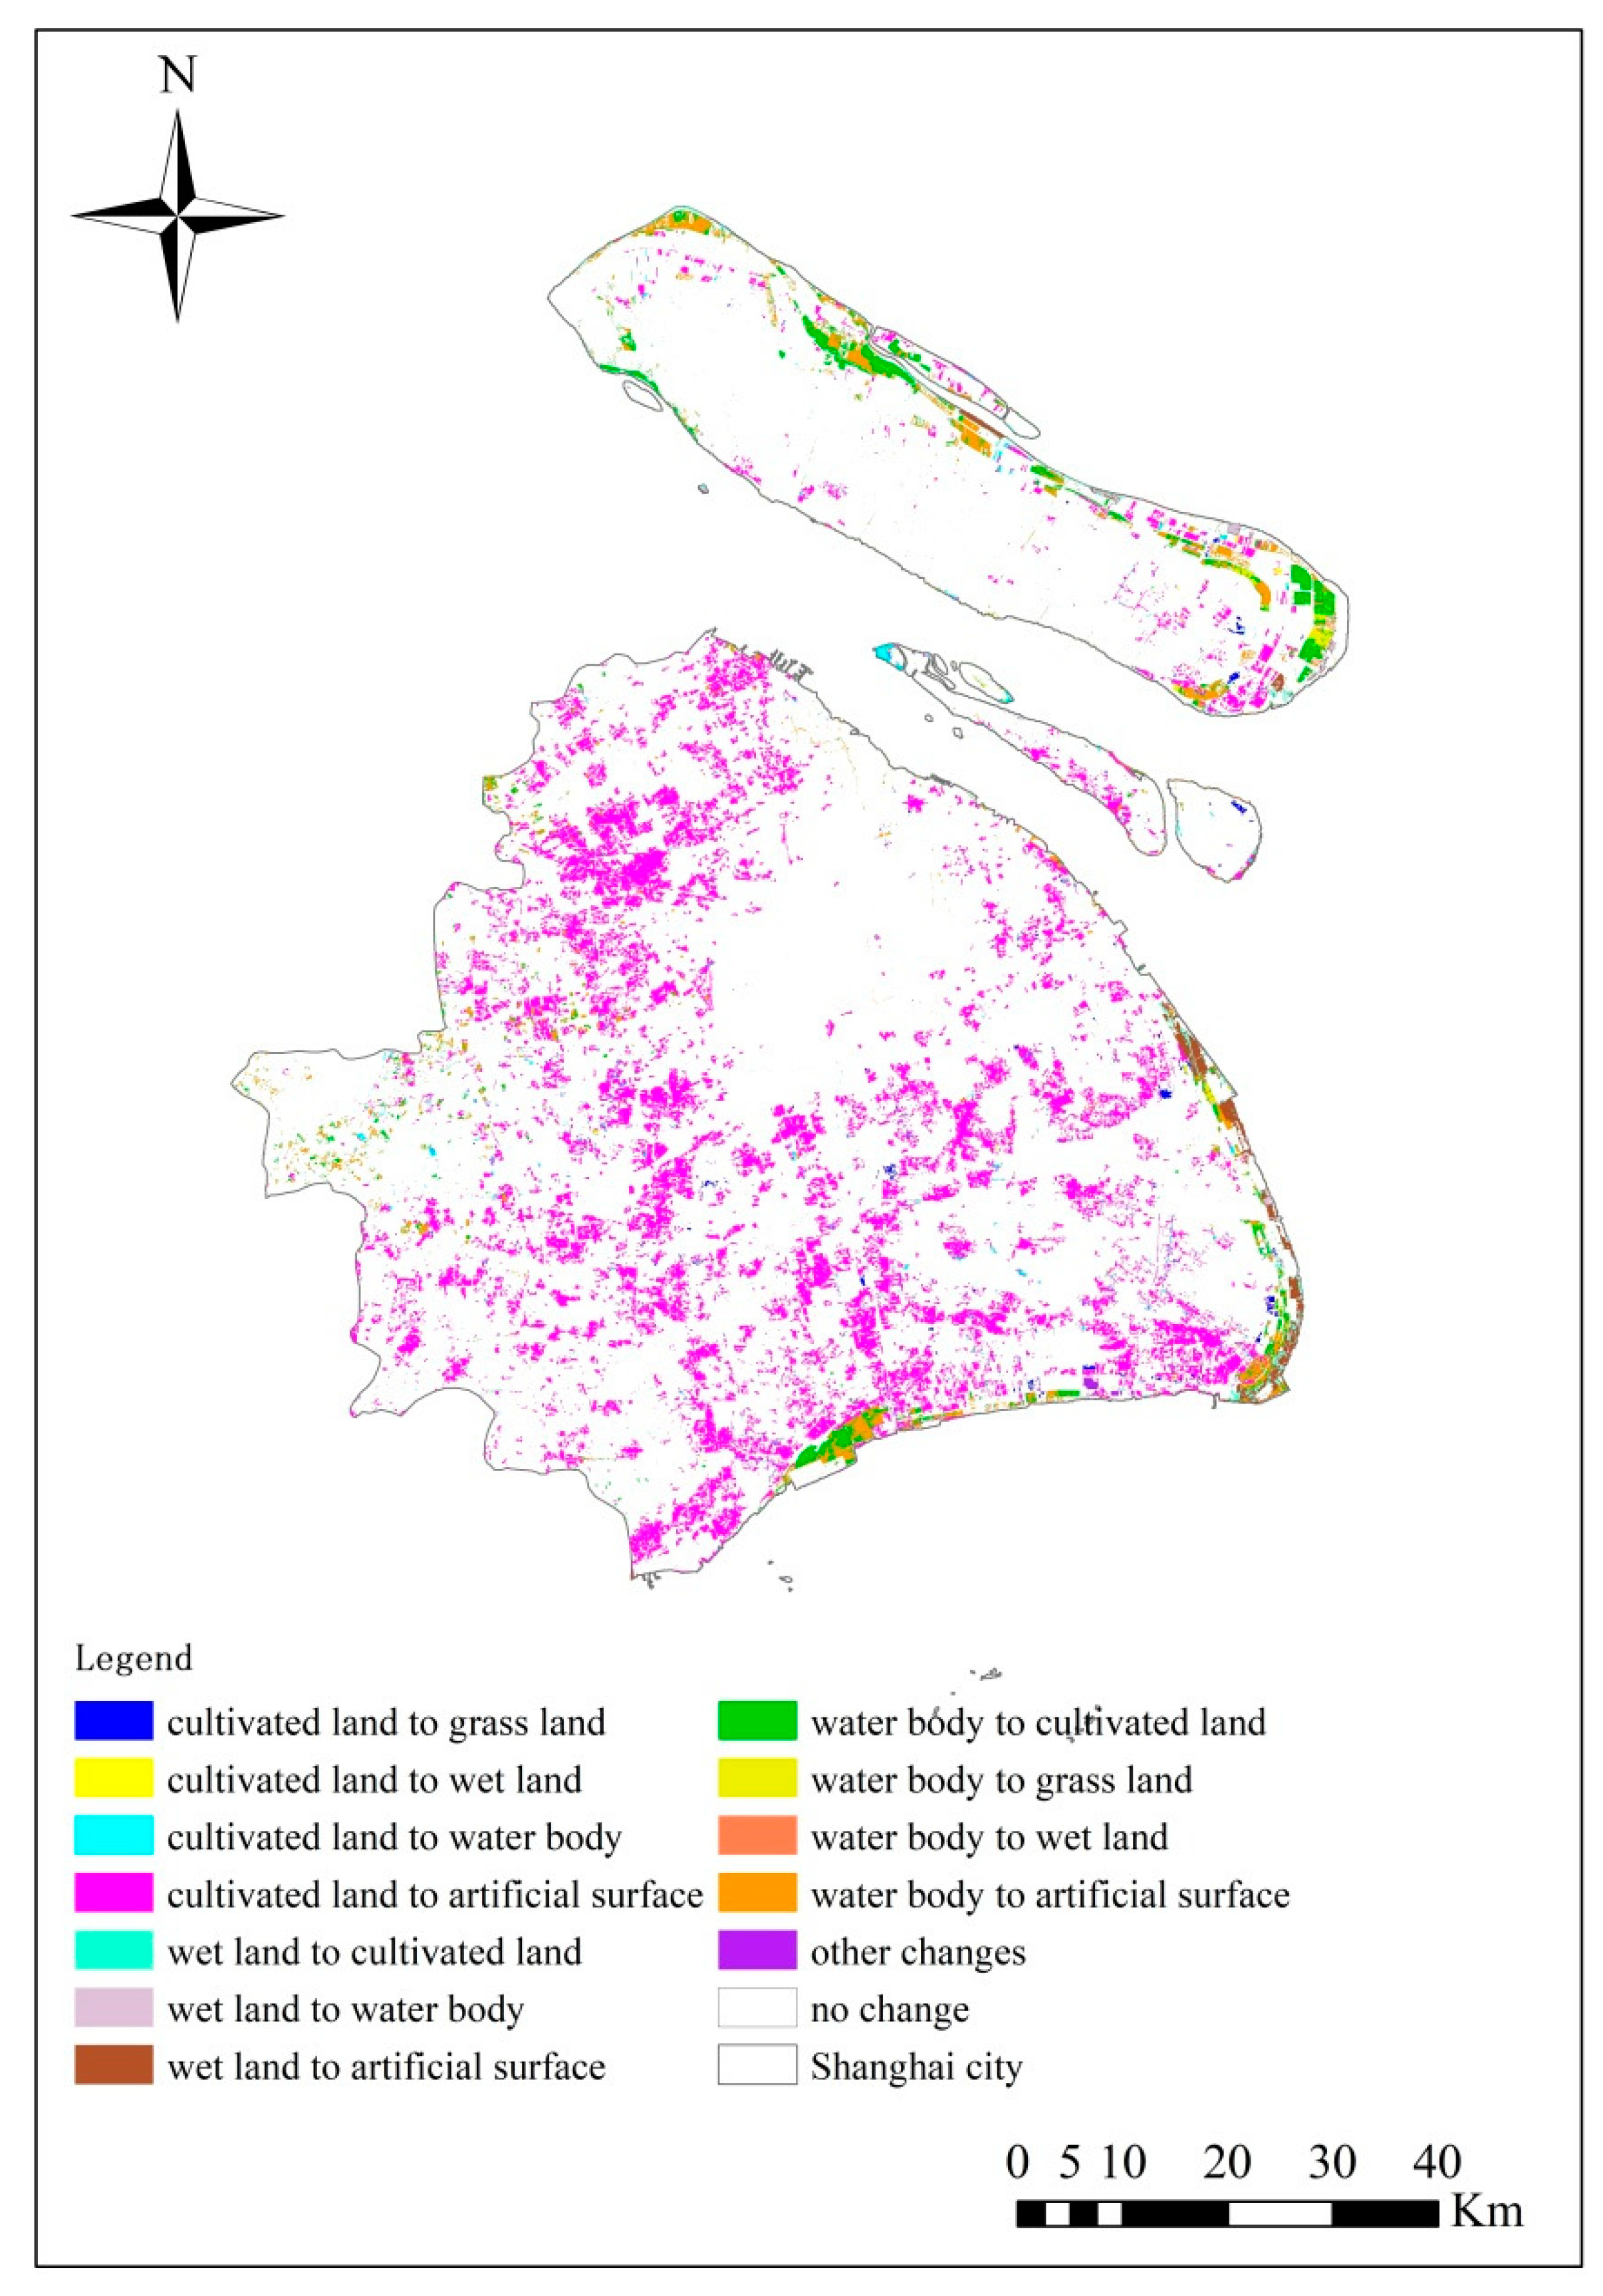 N
Legend
cultivated land to grass land
cultivated land to wet land
cultivated land to water body
cultivated land to artificial surface
wet land to cultivated land
wet land to water body
wet land to artificial surface
water body to cultivated land
water body to grass land
water body to wet land
water body to artificial surface
other changes
no change
Shanghai city
0 5 10 20 30 40
Km